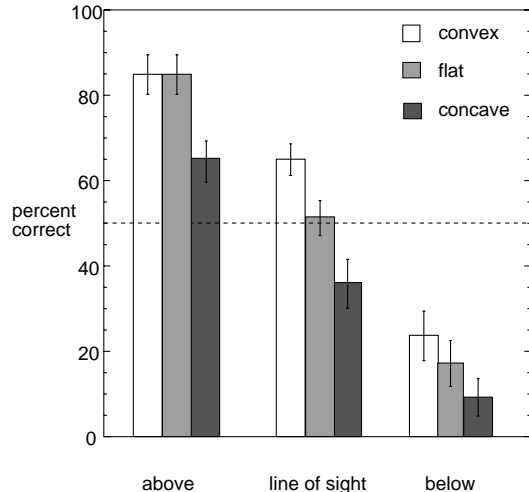 100
80
60
40
20
0
percent
correct
convex
flat
concave
above
line of sight
below